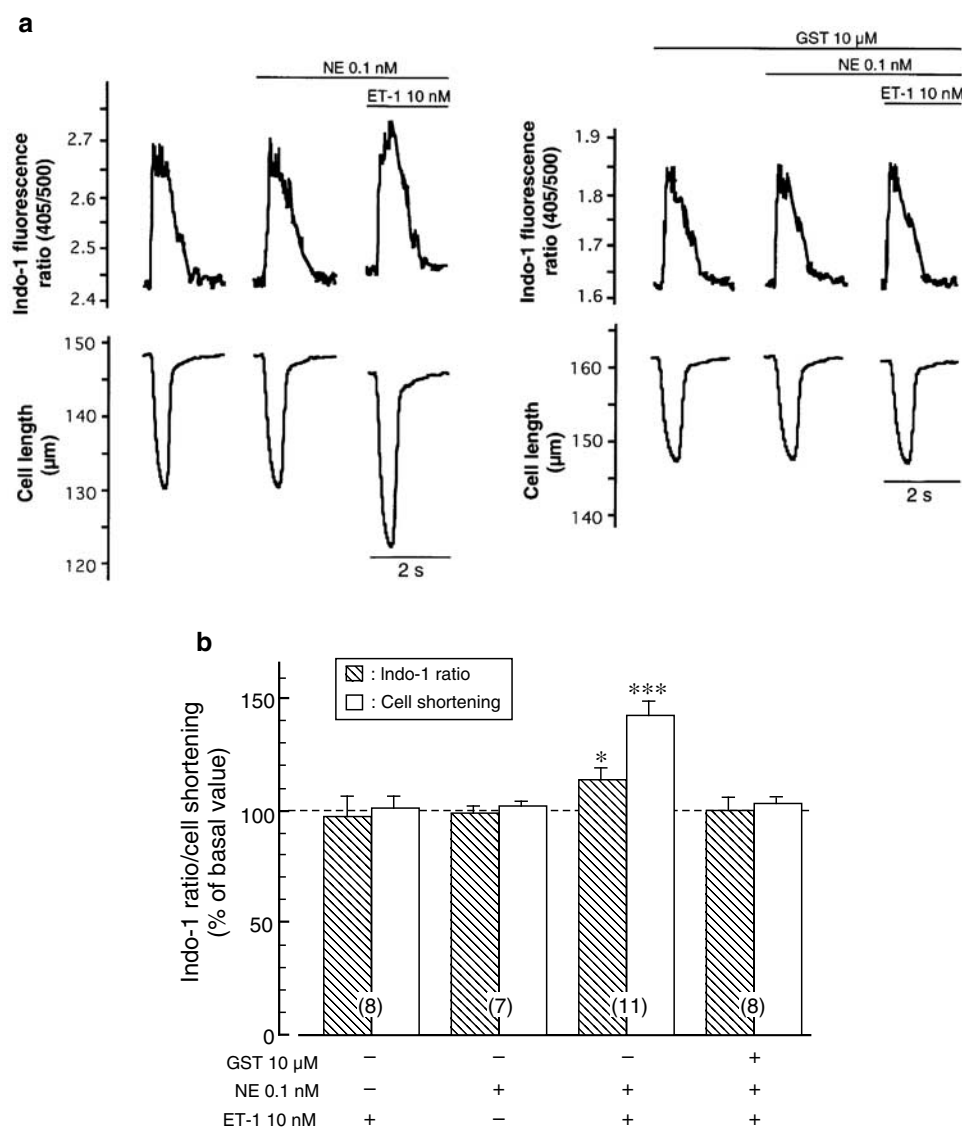 a
NE 0.1 nM
ET-1 10 nM
Indo-1 fluorescence
ratio (405/500)
2.7
2.6
2.5
2.4
Cell length
(µm)
150
140
130
120
2 s
GST 10 µM
NE 0.1 nM
ET-1 10 nM
Indo-1 fluorescence
ratio (405/500)
1.9
1.8
1.7
1.6
Cell length
(µm)
160
150
140
2 s
b
Indo-1 ratio/cell shortening
(% of basal value)
150
100
50
0
: Indo-1 ratio
: Cell shortening
*
***
(8)
(7)
(11)
(8)
GST 10 µM – – – +
NE 0.1 nM – + + +
ET-1 10 nM + – + +